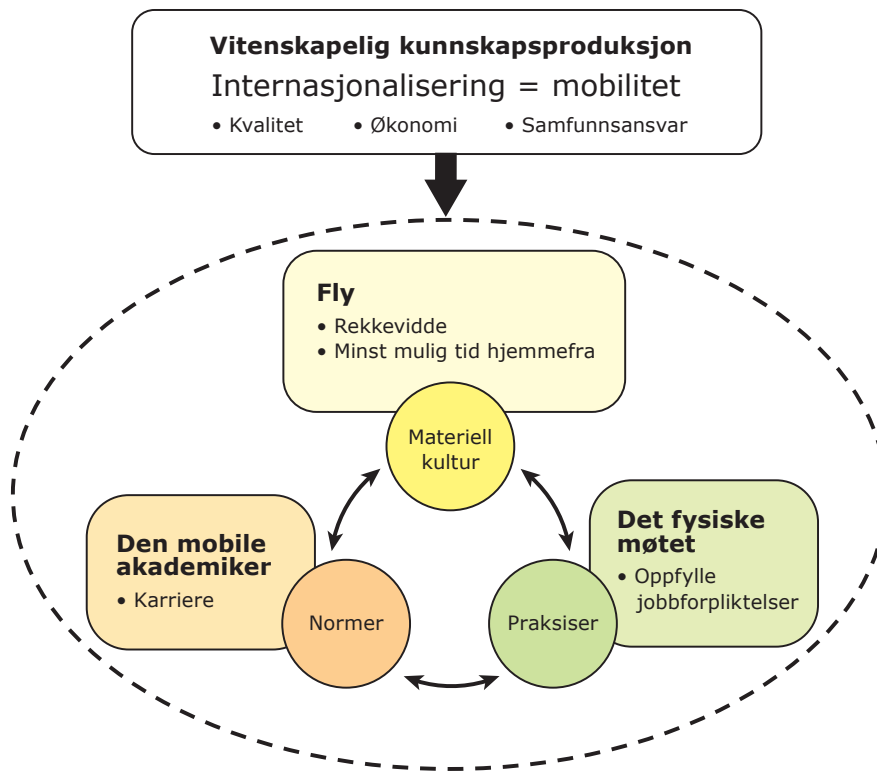 Vitenskapelig kunnskapsproduksjon
Internasjonalisering = mobilitet
• Kvalitet • Økonomi • Samfunnsansvar
Fly
• Rekkevidde
• Minst mulig tid hjemmefra
Materiell
kultur
Den mobile
akademiker
• Karriere
Normer
Det fysiske
møtet
• Oppfylle
jobbforpliktelser
Praksiser